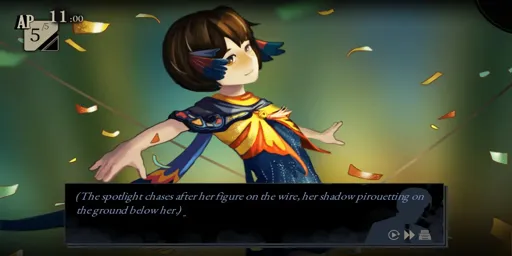 AP 11:00
5/5
(The spotlight chases after her figure on the wire, her shadow pirouetting on
the ground below her.)